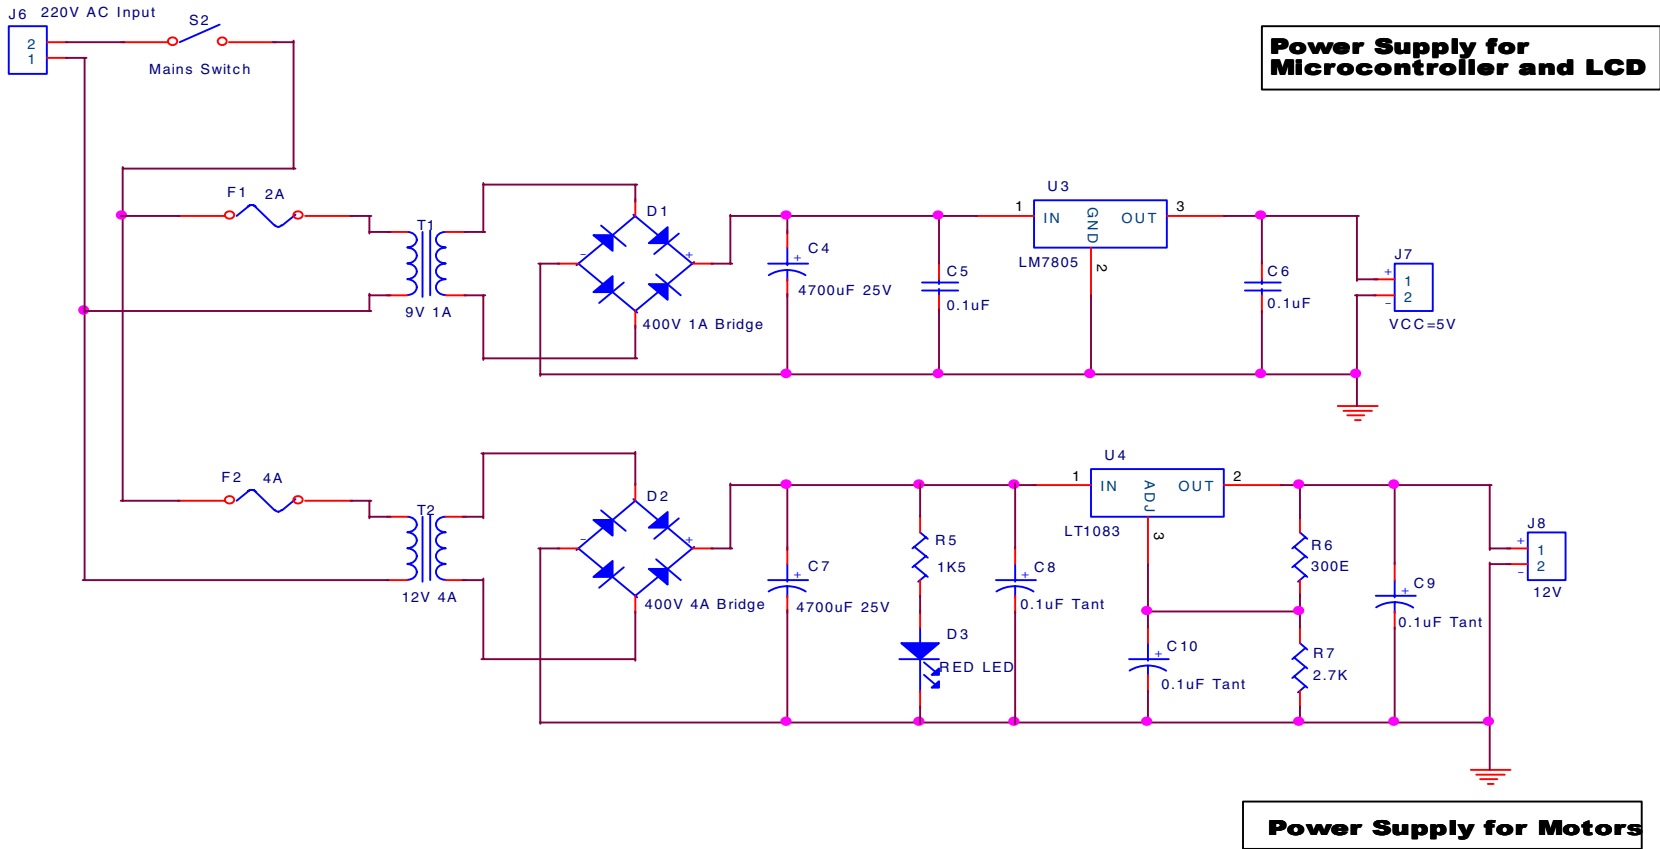 J6 220V AC Input
2
1
S2
Mains Switch
Power Supply for
Microcontroller and LCD
F1 2A
T1
9V 1A
D1
-
+
400V 1A Bridge
C4
+
4700uF 25V
C5
0.1uF
U3
1
IN
GND
OUT
3
2
LM7805
C6
0.1uF
J7
+
1
2
-
VCC=5V
F2 4A
T2
12V 4A
D2
-
+
400V 4A Bridge
C7
+
4700uF 25V
R5
1K5
D3
RED LED
C8
+
0.1uF Tant
U4
1
IN
ADJ
OUT
2
3
LT1083
C10
+
0.1uF Tant
R6
300E
R7
2.7K
C9
+
0.1uF Tant
J8
+
1
2
-
12V
Power Supply for Motors